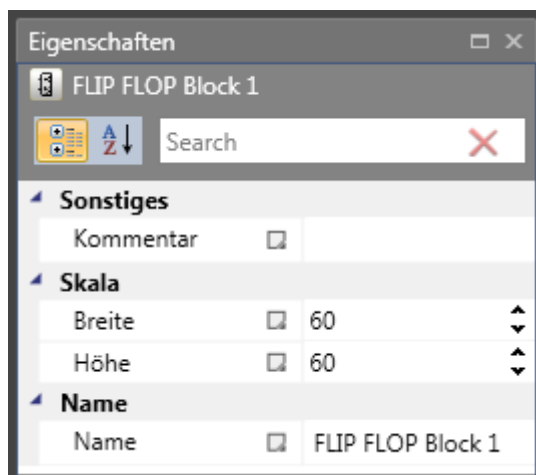 Eigenschaften
FLIP FLOP Block 1
A Z Search
Sonstiges
Kommentar
Skala
Breite 60
Höhe 60
Name
Name FLIP FLOP Block 1